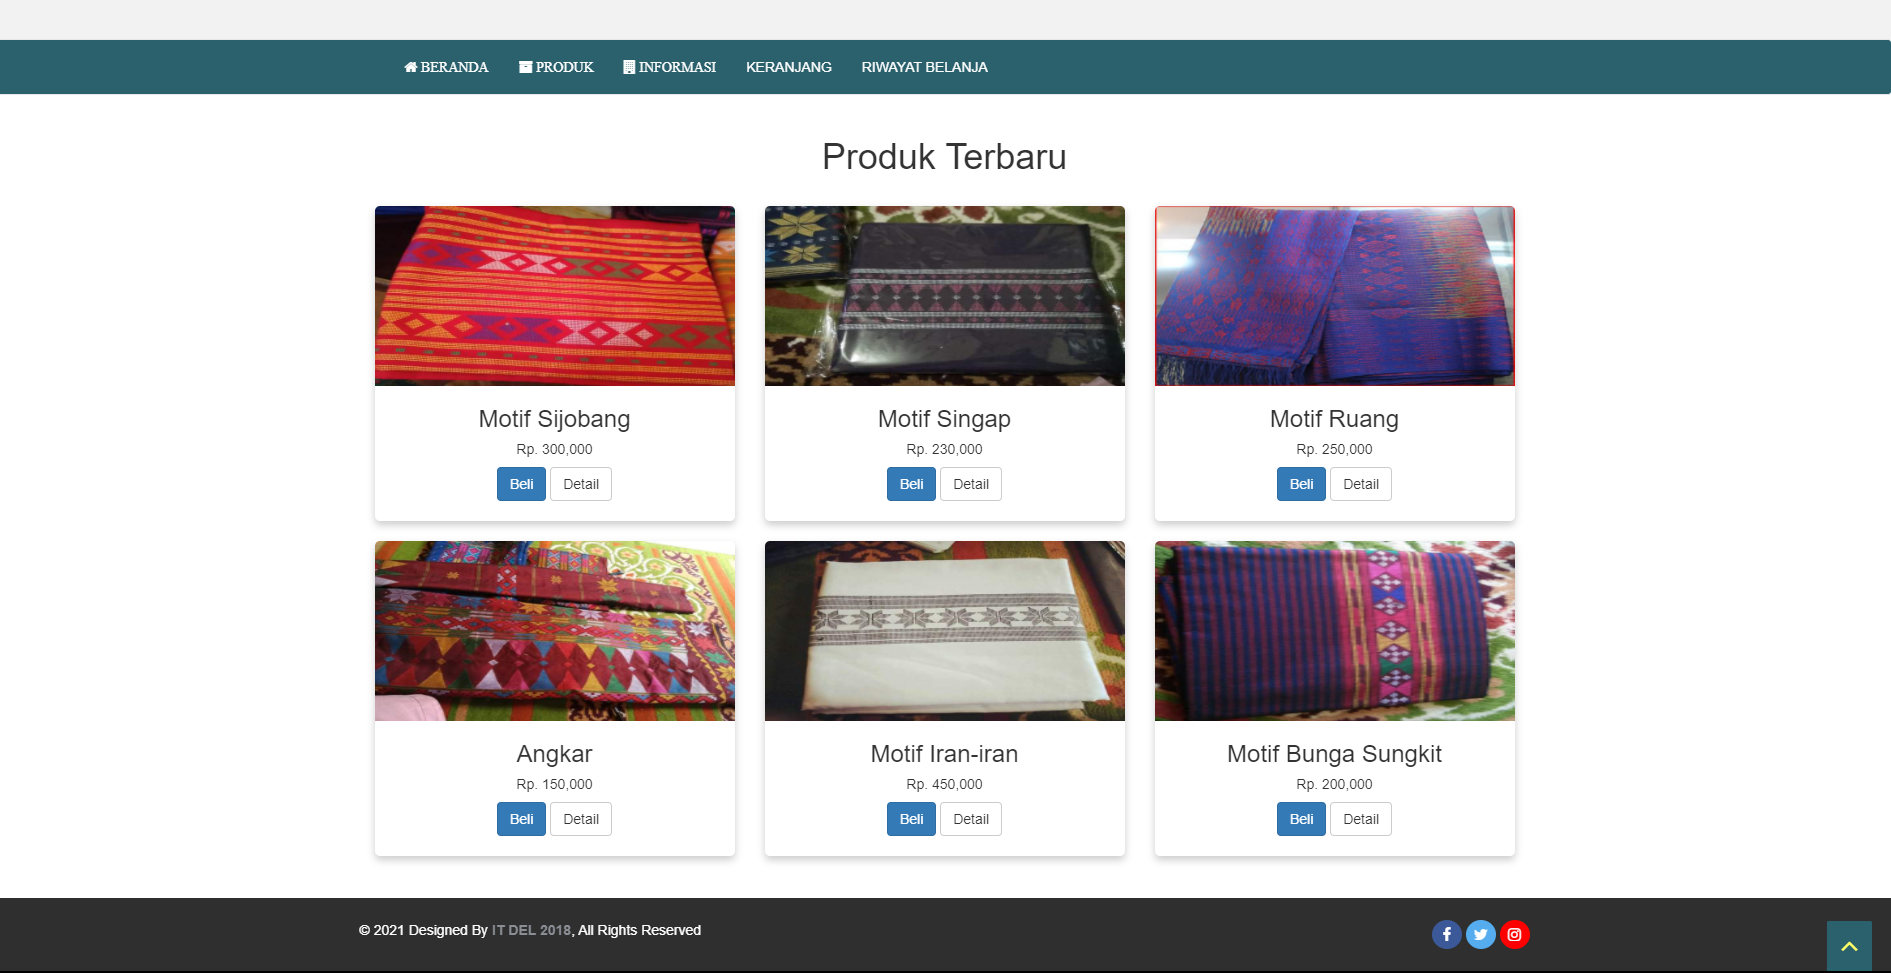 BERANDA PRODUK INFORMASI KERANJANG RIWAYAT BELANJA
Produk Terbaru
Motif Sijobang
Rp. 300,000
Beli Detail
Motif Singap
Rp. 230,000
Beli Detail
Motif Ruang
Rp. 250,000
Beli Detail
Angkar
Rp. 150,000
Beli Detail
Motif Iran-iran
Rp. 450,000
Beli Detail
Motif Bunga Sungkit
Rp. 200,000
Beli Detail
© 2021 Designed By IT DEL 2018, All Rights Reserved